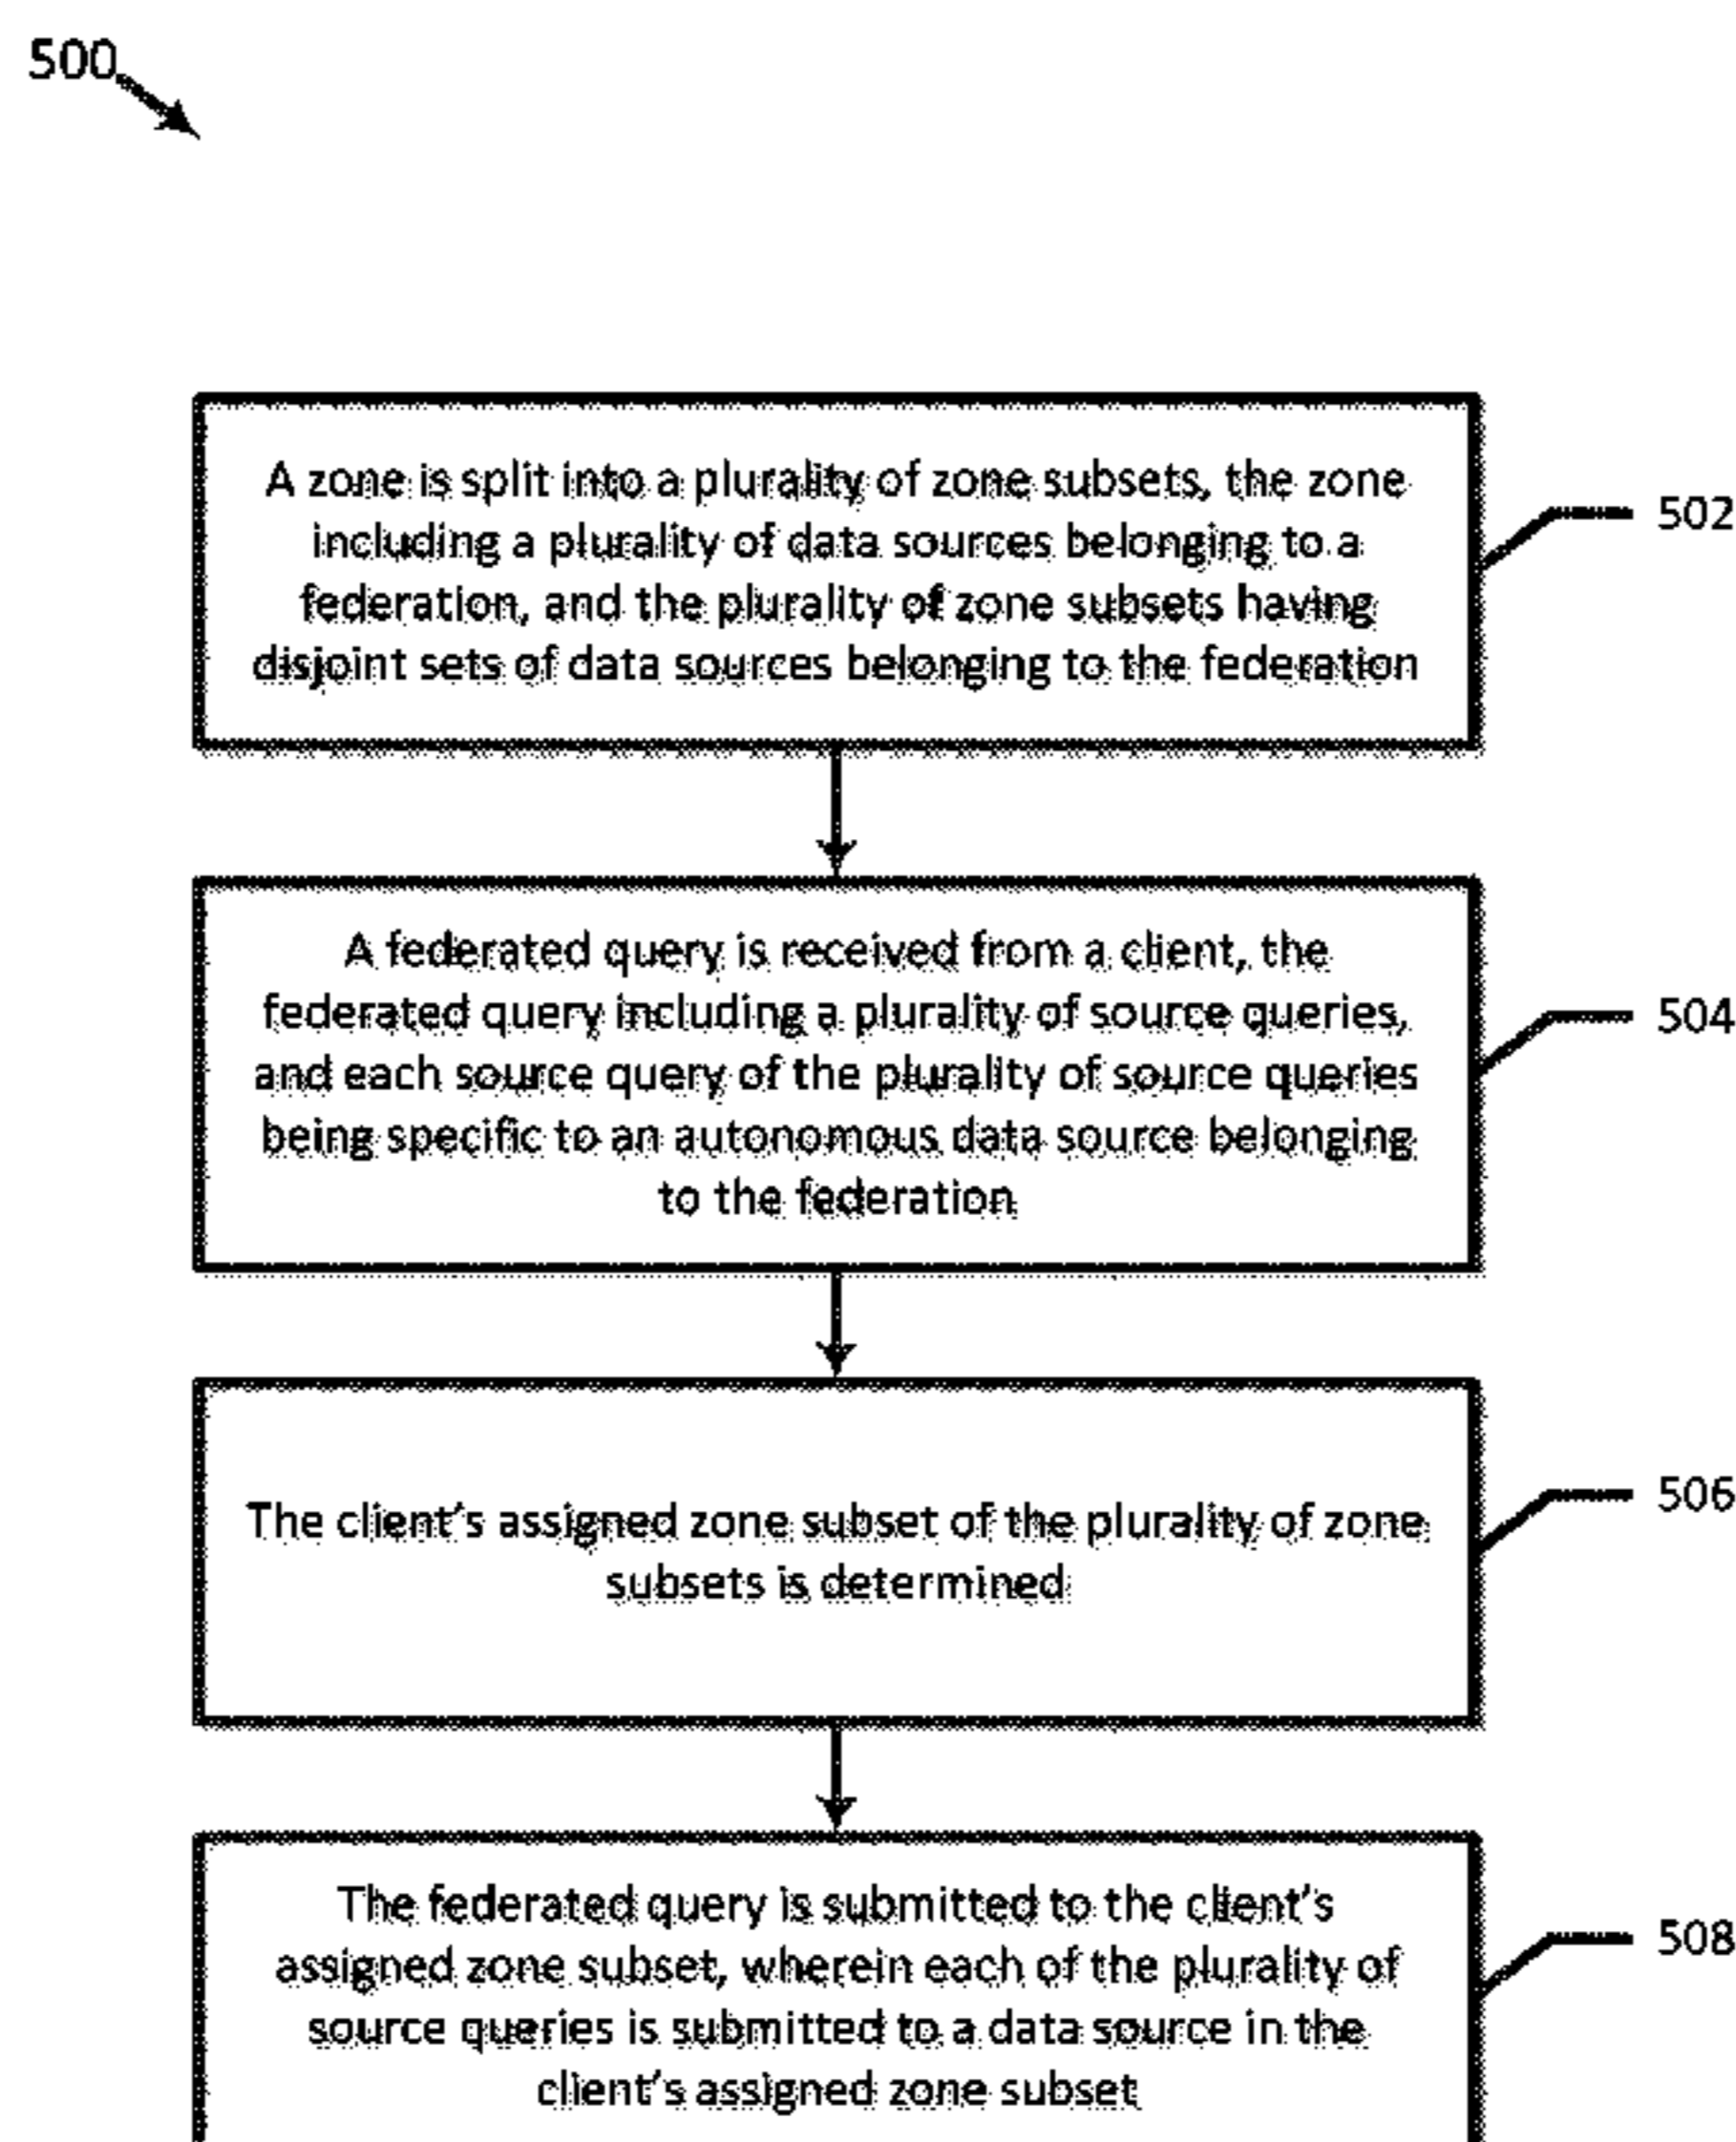 500
A zone is split into a plurality of zone subsets, the zone
including a plurality of data sources belonging to a
federation, and the plurality of zone subsets having
disjoint sets of data sources belonging to the federation
502
A federated query is received from a client, the
federated query including a plurality of source queries,
and each source query of the plurality of source queries
being specific to an autonomous data source belonging
to the federation
504
The client's assigned zone subset of the plurality of zone
subsets is determined
506
The federated query is submitted to the client's
assigned zone subset, wherein each of the plurality of
source queries is submitted to a data source in the
client's assigned zone subset
508